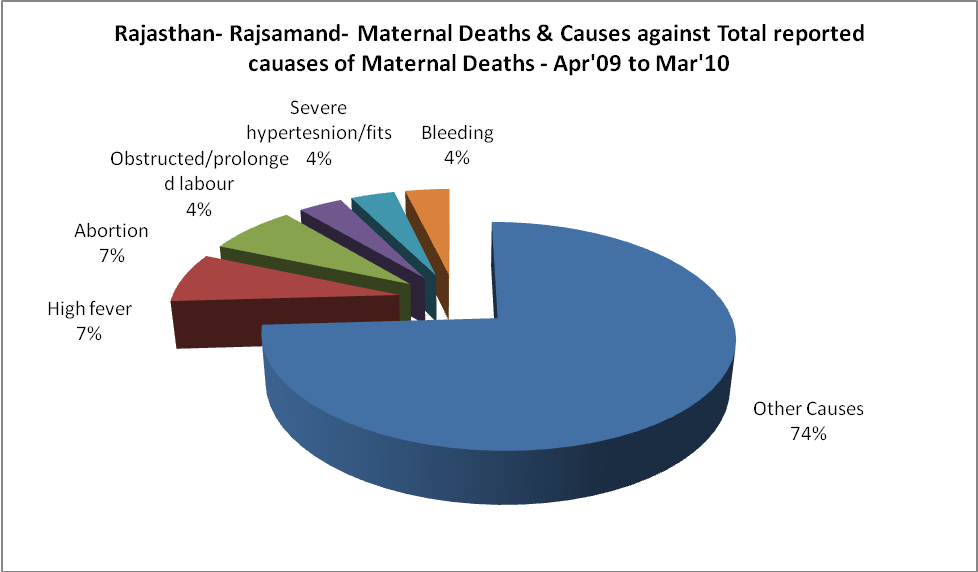 Rajasthan- Rajsamand- Maternal Deaths & Causes against Total reported
cauases of Maternal Deaths - Apr'09 to Mar'10
Severe
hypertesnion/fits
4%
Bleeding
4%
Obstructed/prolonge
d labour
4%
Abortion
7%
High fever
7%
Other Causes
74%